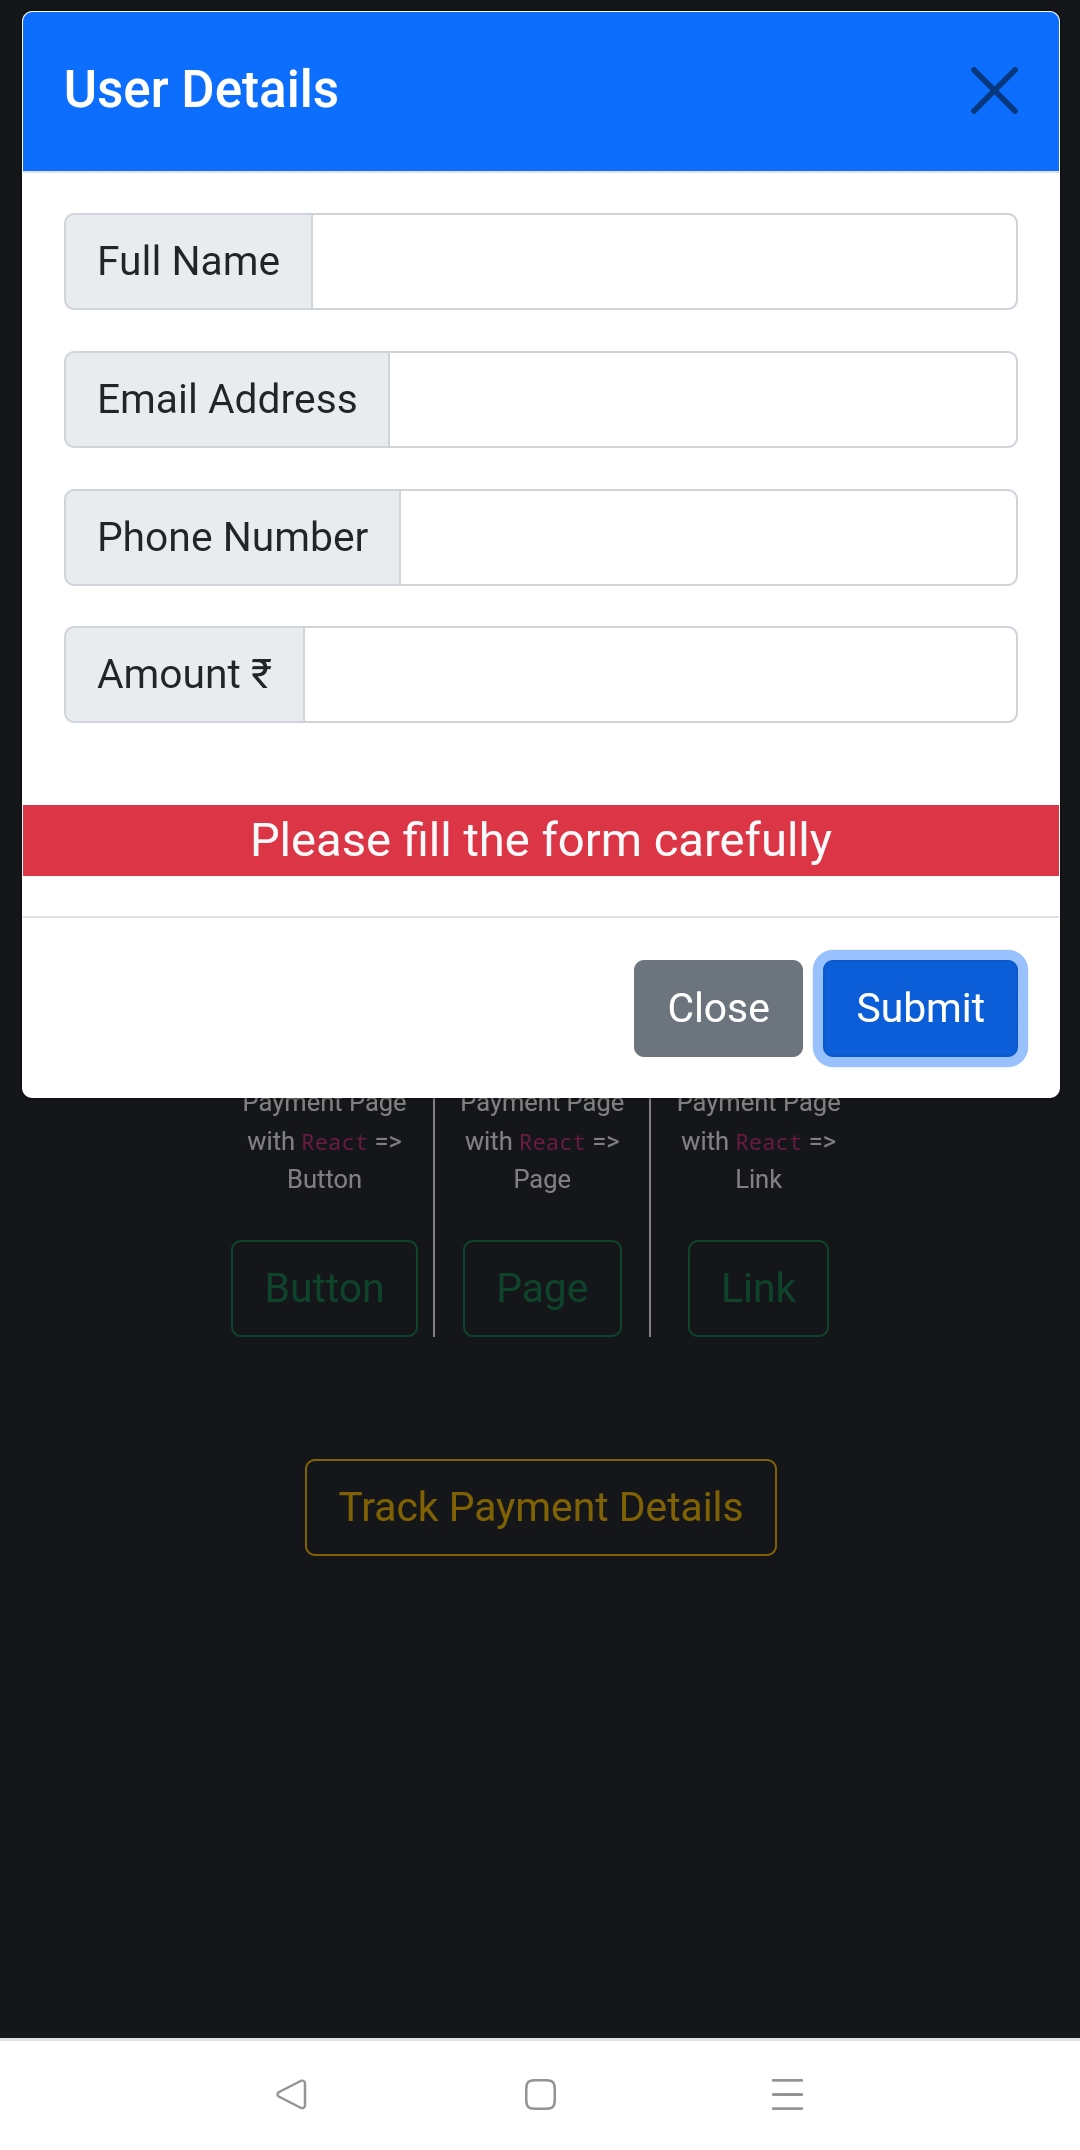 User Details
Full Name
Email Address
Phone Number
Amount ₹
Please fill the form carefully
Close Submit
Payment Page Payment Page Payment Page
with React => with React => with React =>
Button Page Link
Button Page Link
Track Payment Details